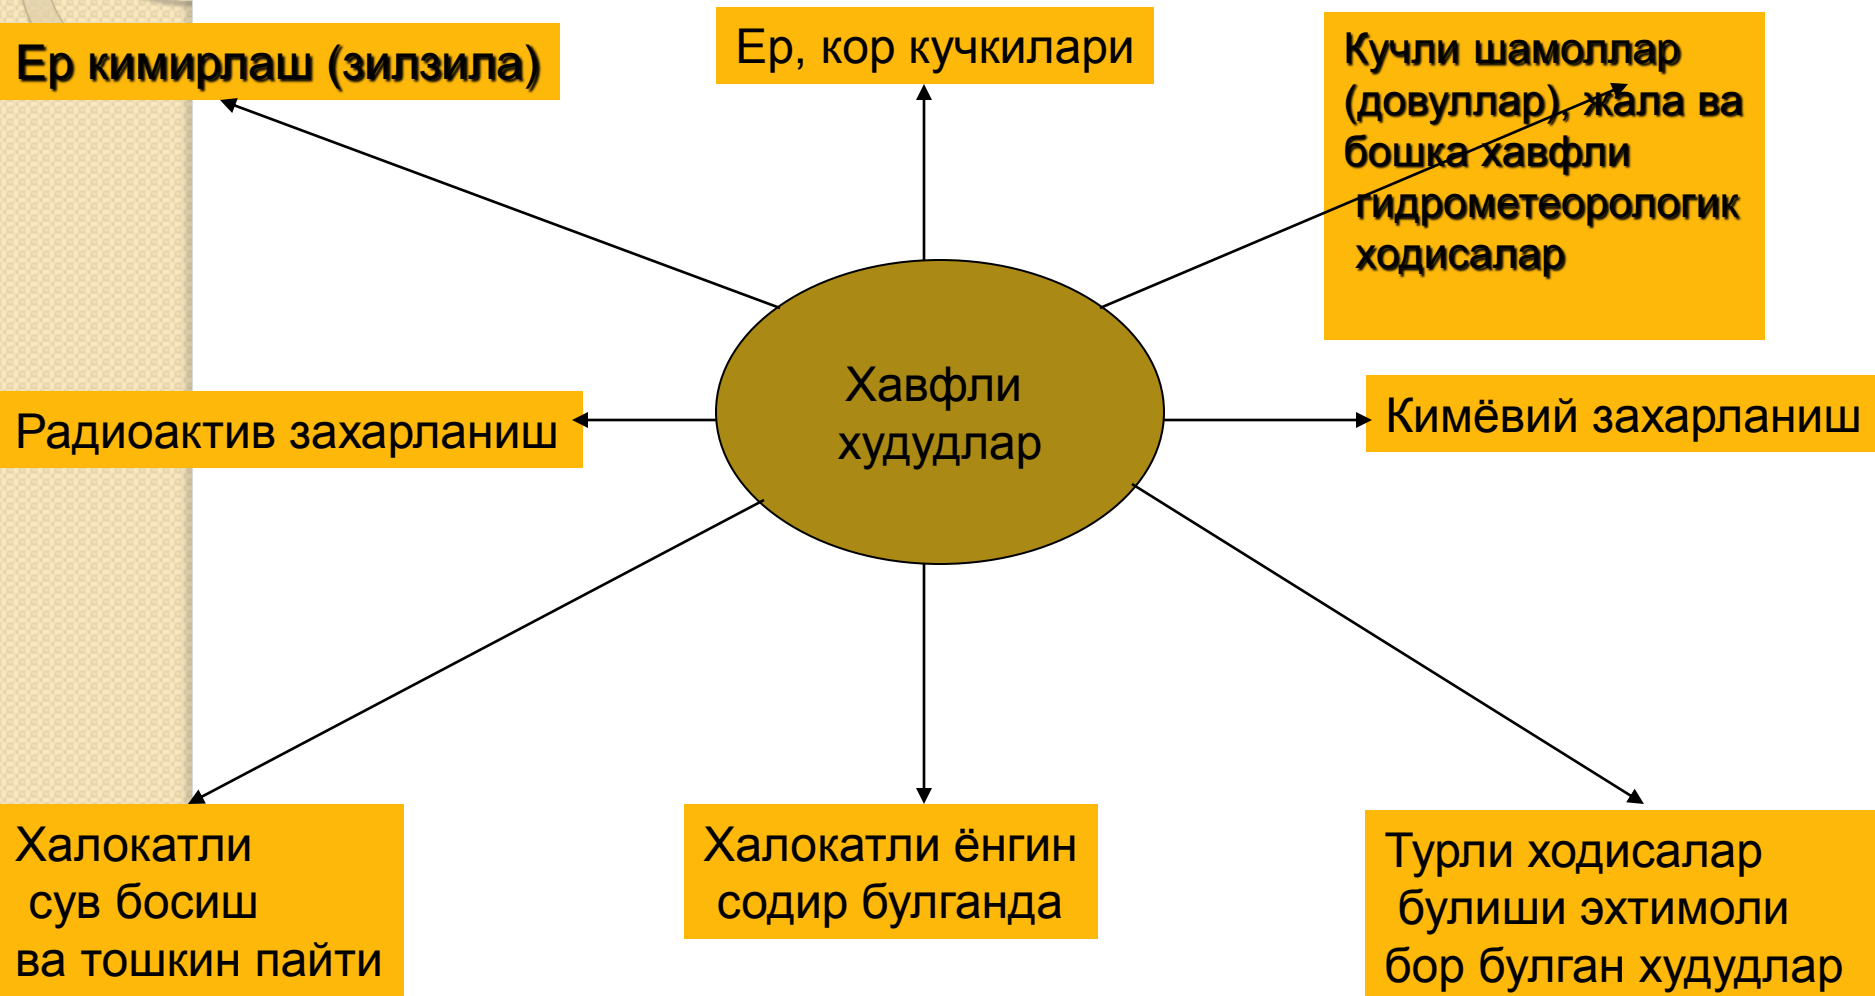 Ер кимирлаш (зилзила)
Ер, кор кучкилари
Кучли шамоллар
(довуллар), жала ва
бошка хавфли
гидрометеорологик
ходисалар
Хавфли
худудлар
Радиоактив захарланиш
Кимёвий захарланиш
Халокатли
сув босиш
ва тошкин пайти
Халокатли ёнгин
содир булганда
Турли ходисалар
булиши эхтимоли
бор булган худудлар